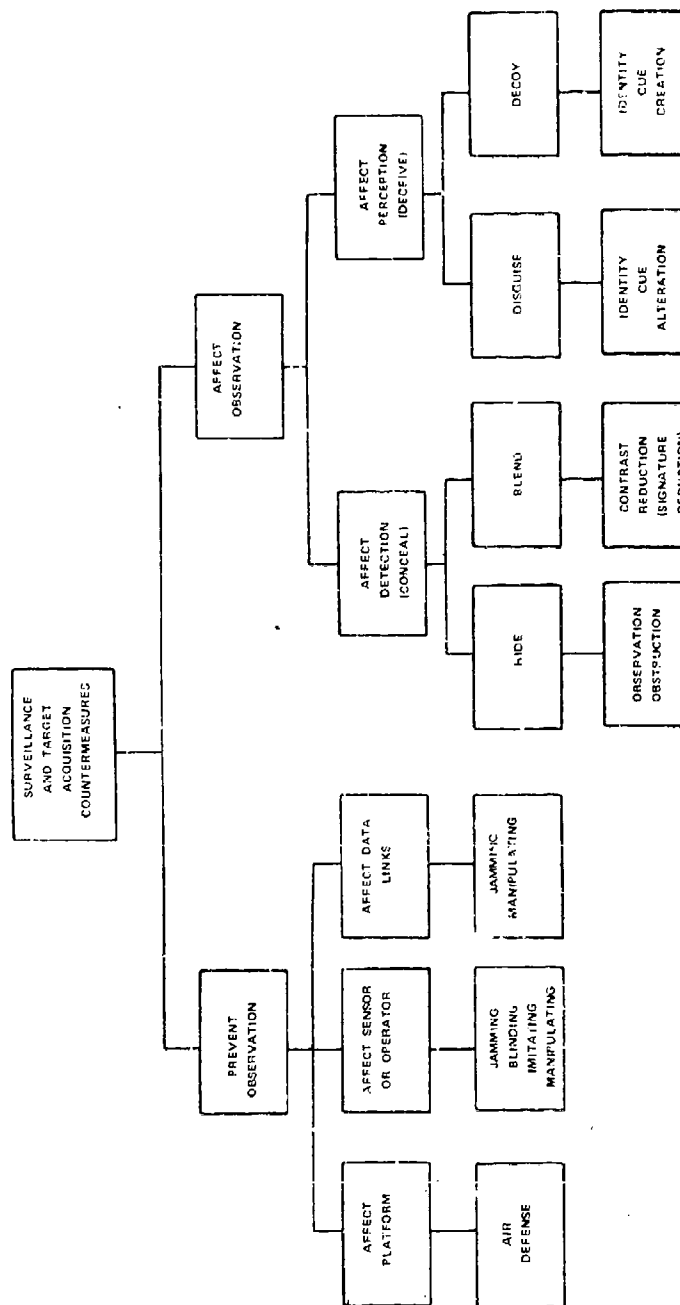 SURVEILLANCE
AND TARGET
ACQUISITION
COUNTERMEASURES
PREVENT
OBSERVATION
AFFECT
OBSERVATION
AFFECT
PLATFORM
AFFECT SENSOR
OR OPERATOR
AFFECT DATA
LINKS
AFFECT
DETECTION
(CONCEAL)
AFFECT
PERCEPTION
(DECEIVE)
AIR
DEFENSE
JAMMING
BLINDING
IMITATING
MANIPULATING
JAMMING
MANIPULATING
HIDE
BLEND
DISGUISE
DECOY
OBSERVATION
OBSTRUCTION
CONTRAST
REDUCTION
(SIGNATURE
REDUCTION)
IDENTITY
CUE
ALTERATION
IDENTITY
CUE
CREATION